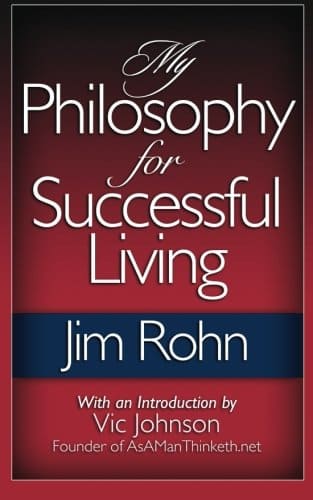 My
Philosophy
for
Successful
Living
Jim Rohn
With an Introduction by
Vic Johnson
Founder of AsAManThinketh.net